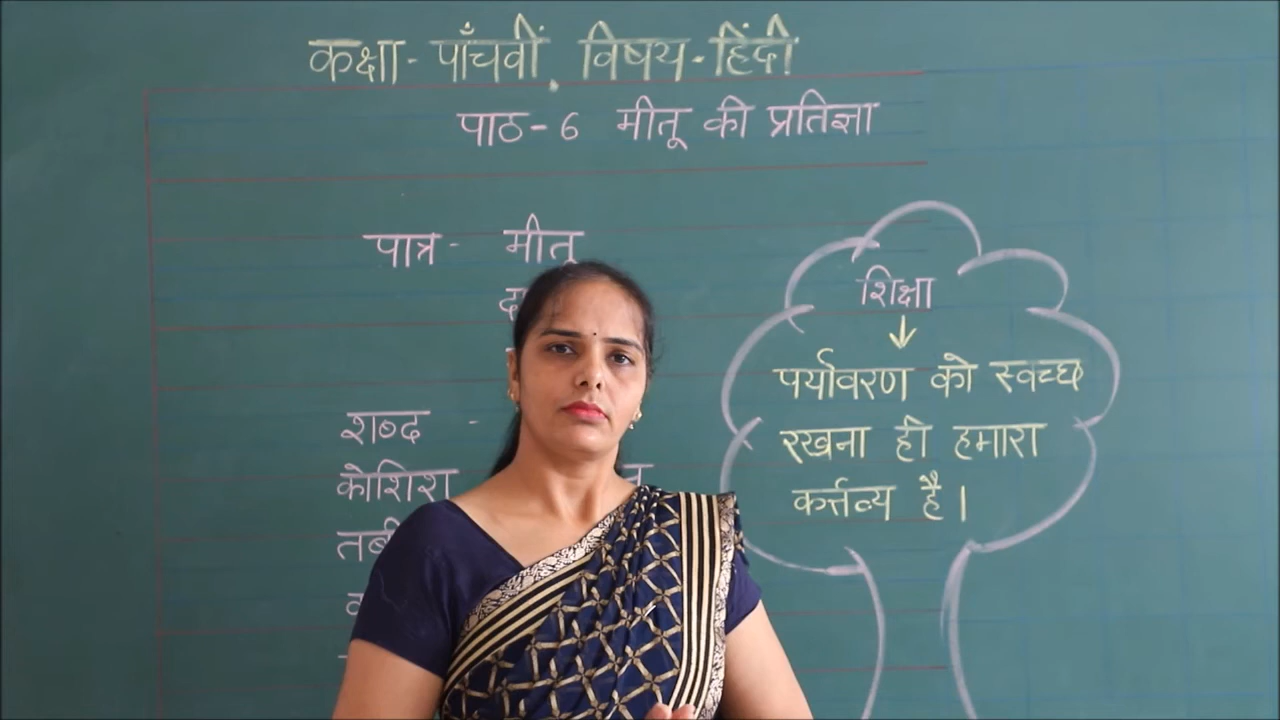 कक्षा - पाँचवीं, विषय - हिंदी
पाठ - 6 मीतू की प्रतिज्ञा
पात्र - मीतू
शब्द -
कोशिश
शिक्षा
↓
पर्यावरण को स्वच्छ
रखना ही हमारा
कर्त्तव्य है।